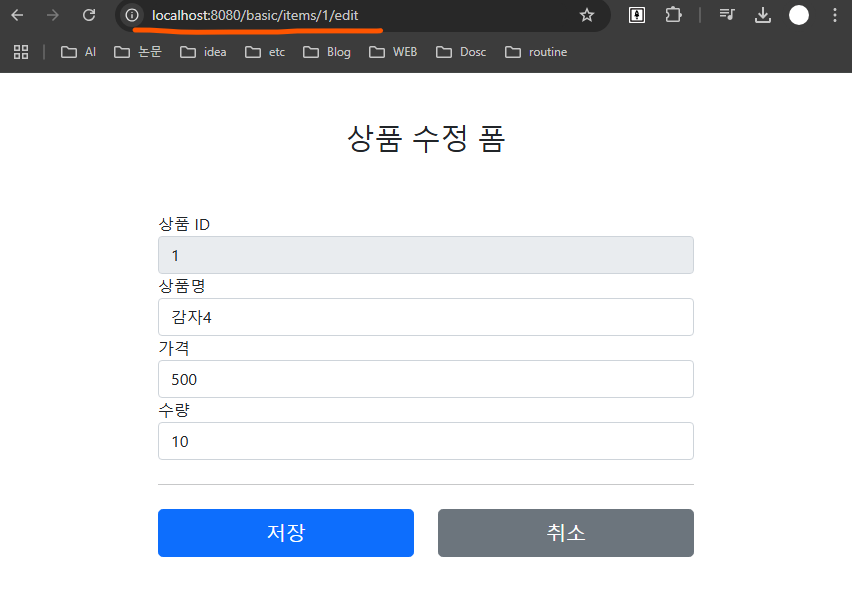 localhost:8080/basic/items/1/edit
AI 논문 idea etc Blog WEB Dosc routine
상품 수정 폼
상품 ID
1
상품명
감자4
가격
500
수량
10
저장 취소